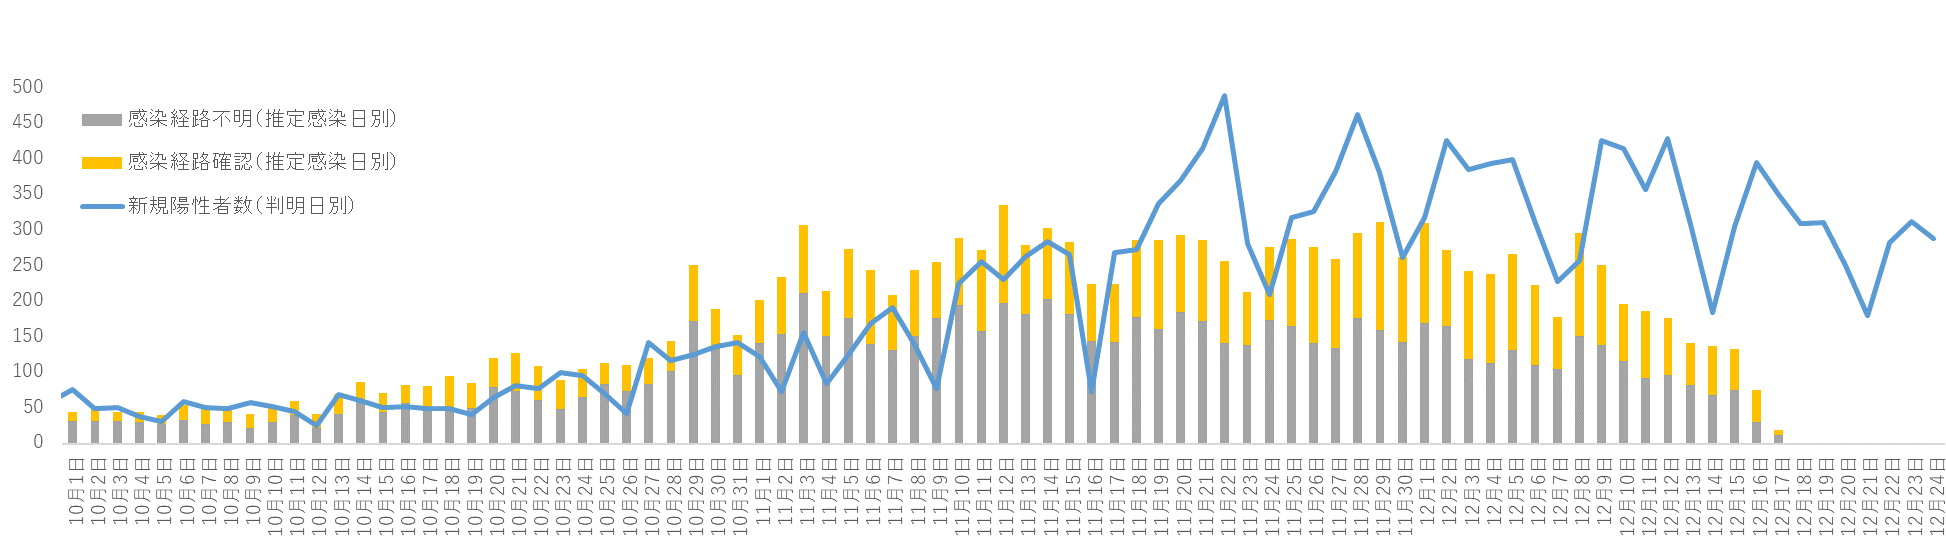 500
450
400
350
300
250
200
150
100
50
0
感染経路不明(推定感染日別)
感染経路確認(推定感染日別)
新規陽性者数(判明日別)
10月1日
10月2日
10月3日
10月4日
10月5日
10月6日
10月7日
10月8日
10月9日
10月10日
10月11日
10月12日
10月13日
10月14日
10月15日
10月16日
10月17日
10月18日
10月19日
10月20日
10月21日
10月22日
10月23日
10月24日
10月25日
10月26日
10月27日
10月28日
10月29日
10月30日
10月31日
11月1日
11月2日
11月3日
11月4日
11月5日
11月6日
11月7日
11月8日
11月9日
11月10日
11月11日
11月12日
11月13日
11月14日
11月15日
11月16日
11月17日
11月18日
11月19日
11月20日
11月21日
11月22日
11月23日
11月24日
11月25日
11月26日
11月27日
11月28日
11月29日
11月30日
12月1日
12月2日
12月3日
12月4日
12月5日
12月6日
12月7日
12月8日
12月9日
12月10日
12月11日
12月12日
12月13日
12月14日
12月15日
12月16日
12月17日
12月18日
12月19日
12月20日
12月21日
12月22日
12月23日
12月24日